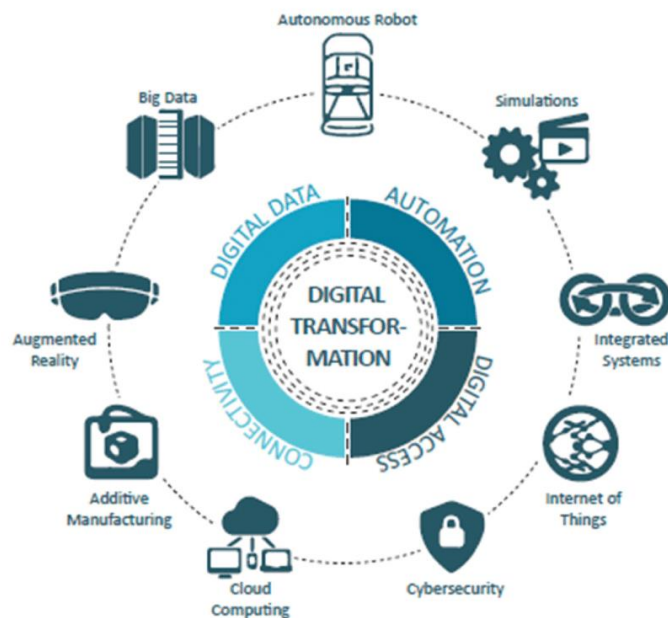 Autonomous Robot
Big Data
Simulations
DIGITAL DATA
AUTOMATION
DIGITAL
TRANSFOR-
MATION
Augmented
Reality
Integrated
Systems
CONNECTIVITY
DIGITAL ACCESS
Additive
Manufacturing
Internet of
Things
Cloud
Computing
Cybersecurity